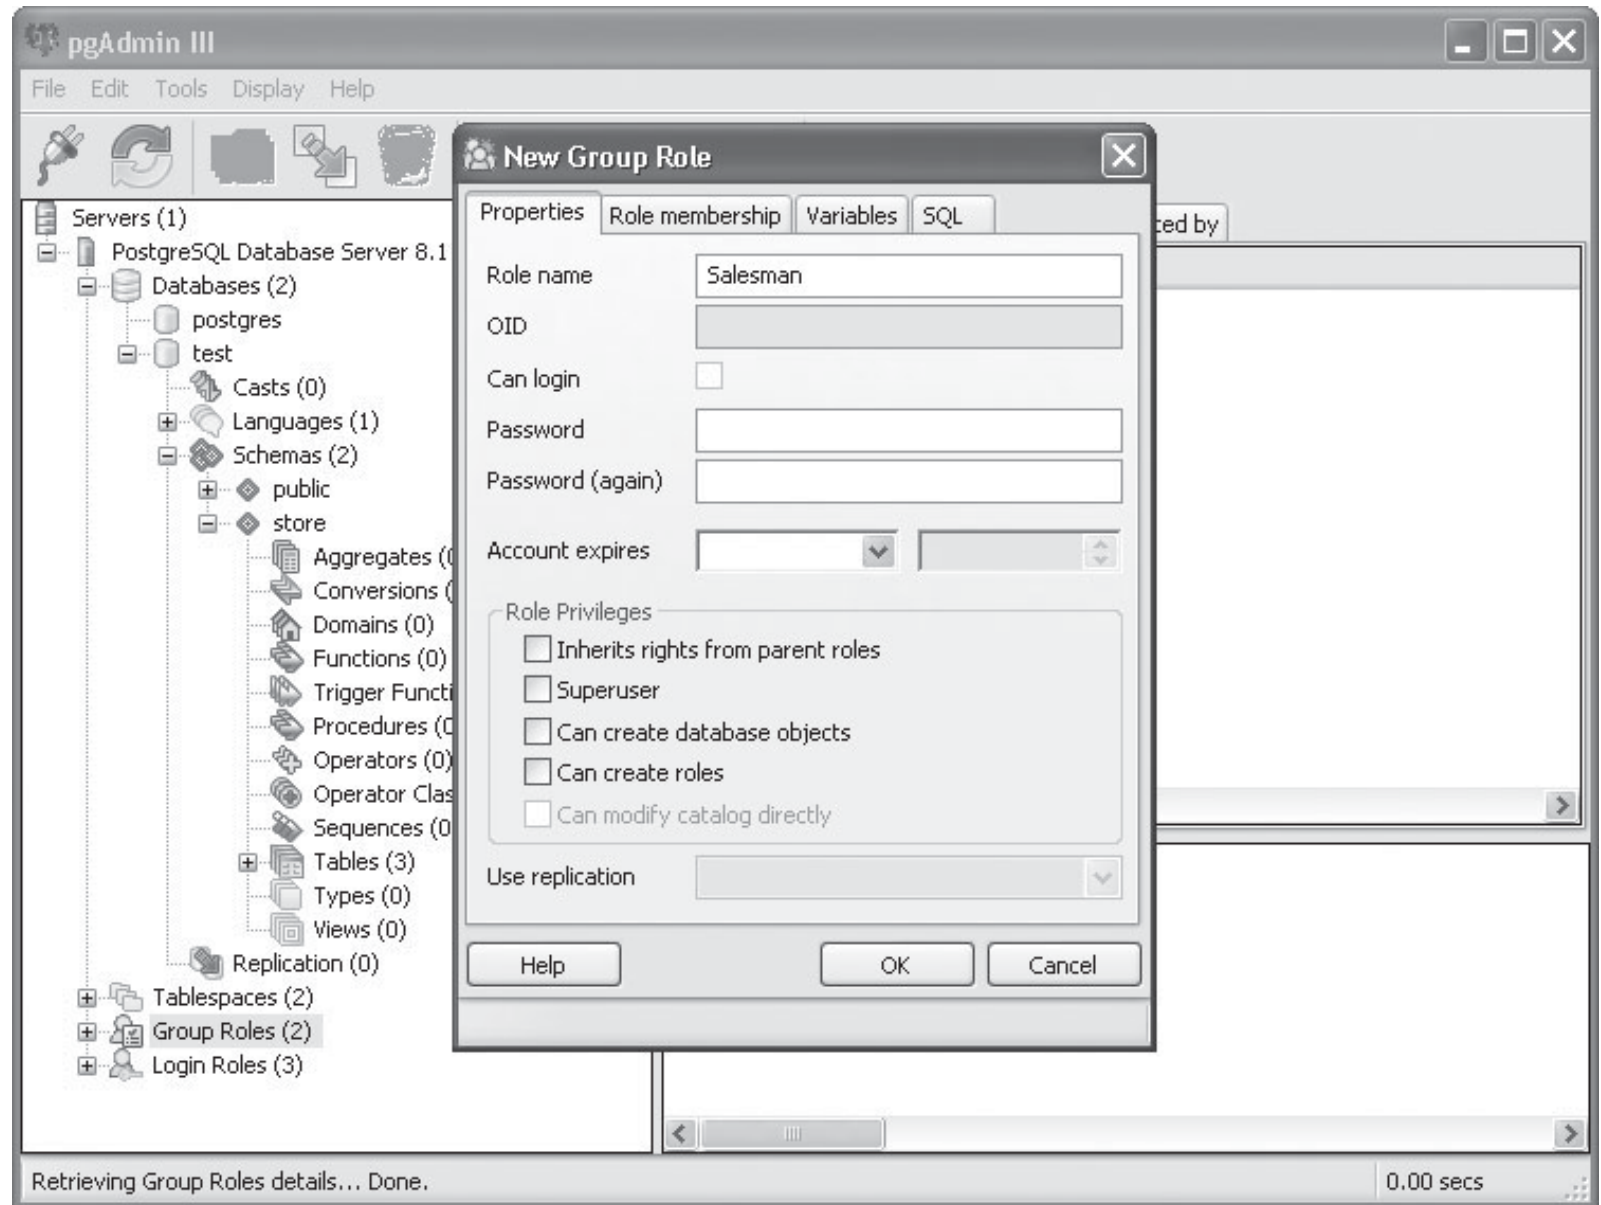 pgAdmin III
File Edit Tools Display Help
Servers (1)
PostgreSQL Database Server 8.1
Databases (2)
postgres
test
Casts (0)
Languages (1)
Schemas (2)
public
store
Aggregates (
Conversions (
Domains (0)
Functions (0)
Trigger Functi
Procedures (0
Operators (0)
Operator Clas
Sequences (0
Tables (3)
Types (0)
Views (0)
Replication (0)
Tablespaces (2)
Group Roles (2)
Login Roles (3)
New Group Role
Properties Role membership Variables SQL
Role name Salesman
OID
Can login
Password
Password (again)
Account expires
Role Privileges
Inherits rights from parent roles
Superuser
Can create database objects
Can create roles
Can modify catalog directly
Use replication
Help OK Cancel
ted by
Retrieving Group Roles details... Done. 0.00 secs